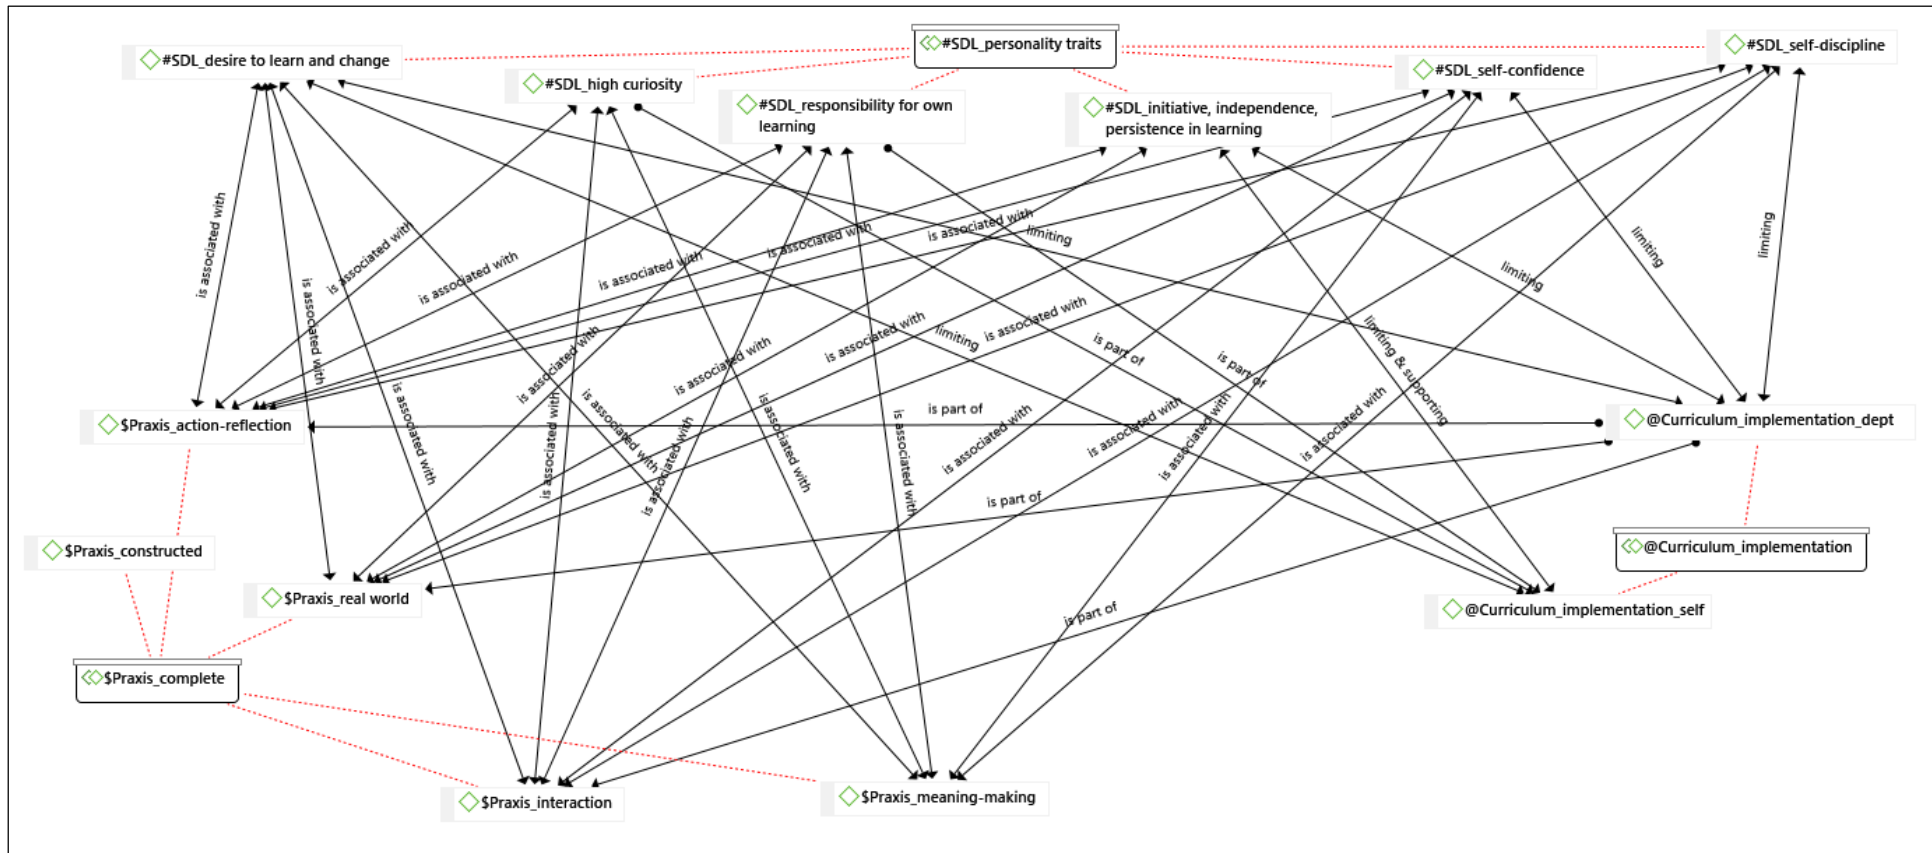 #SDL_personality traits
#SDL_self-discipline
#SDL_desire to learn and change
#SDL_self-confidence
#SDL_high curiosity
#SDL_responsibility for own
learning
#SDL_initiative, independence,
persistence in learning
is associated with
is associated with
is associated with
is associated with
is associated with
is associated with
limiting
limiting
limiting
limiting
is associated with
is associated with
is associated with
is associated with
is associated with
limiting
is part of
is part of
limiting & supporting
is associated with
is associated with
is associated with
is associated with
is associated with
is associated with
is associated with
is associated with
is associated with
is associated with
is part of
$Praxis_action-reflection
@Curriculum_implementation_dept
is part of
$Praxis_constructed
@Curriculum_implementation
$Praxis_real world
@Curriculum_implementation_self
is part of
$Praxis_complete
$Praxis_interaction
$Praxis_meaning-making